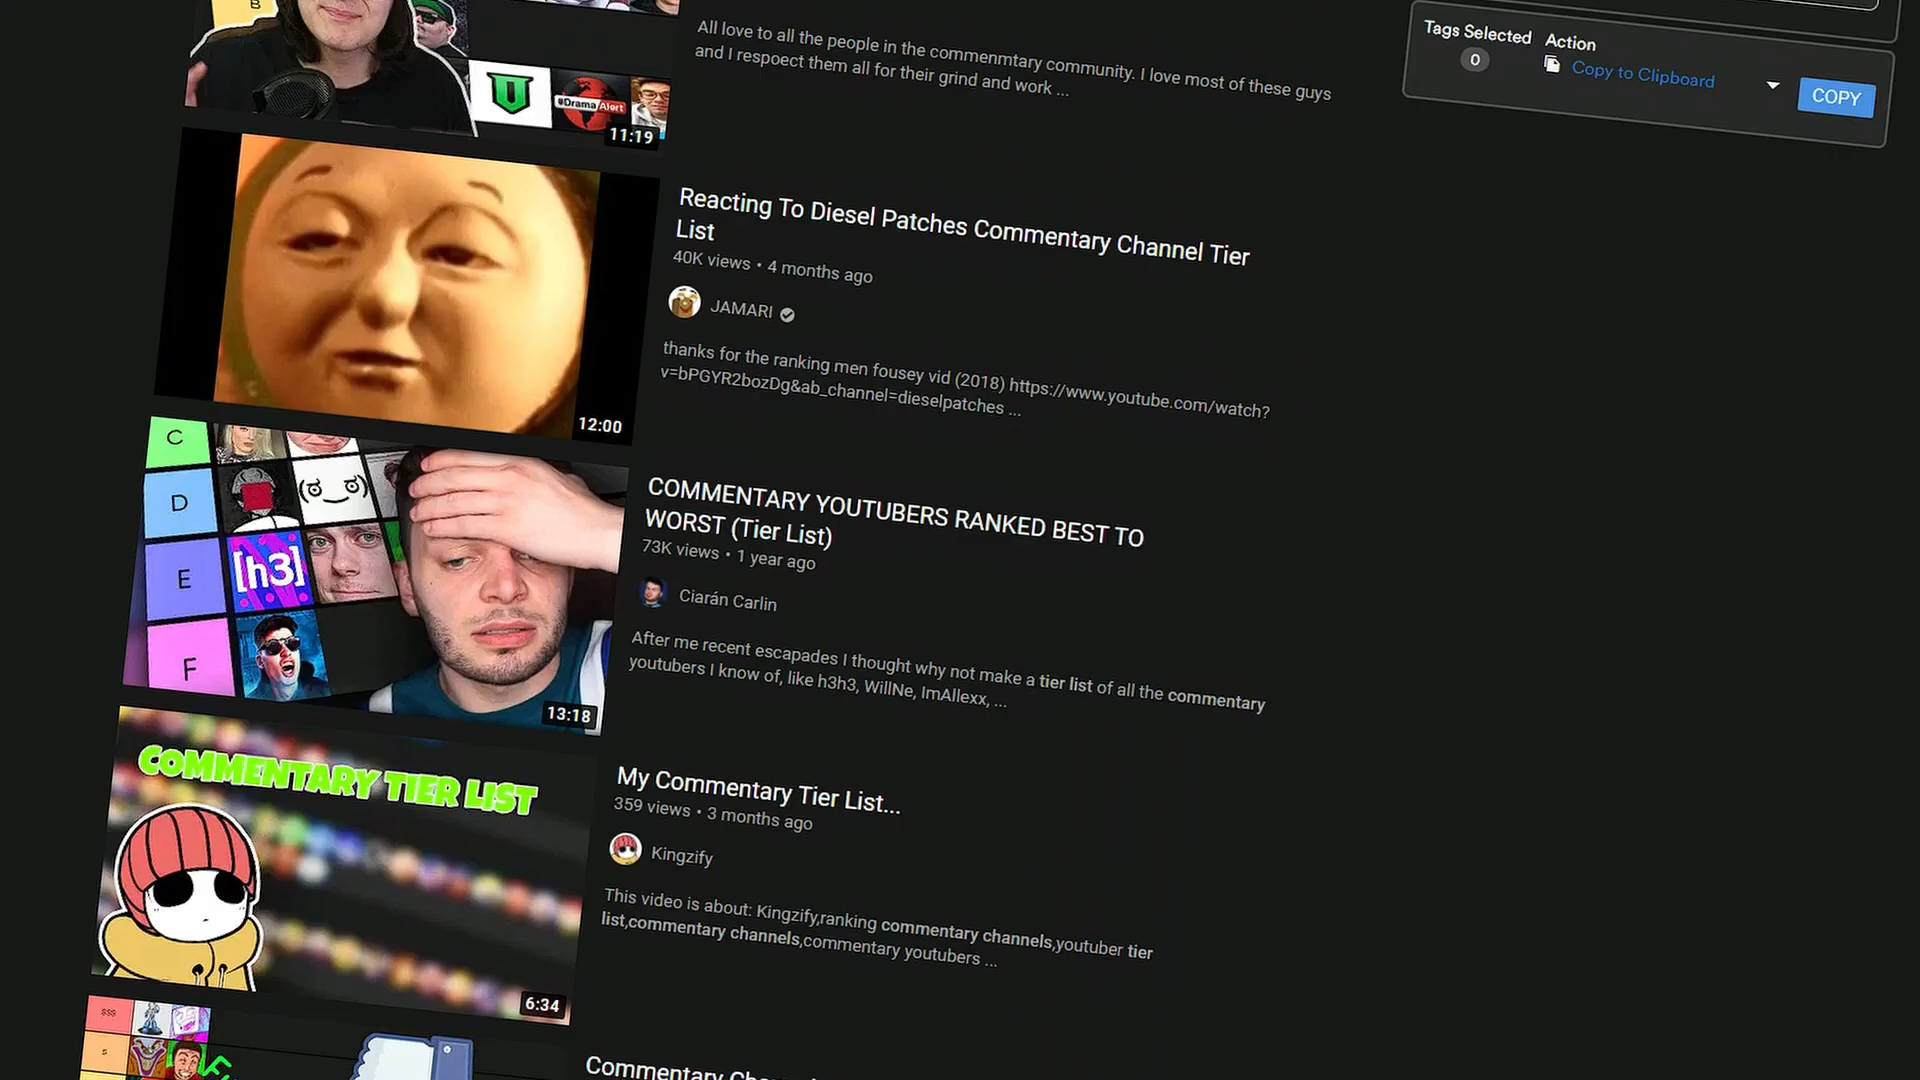 B
All love to all the people in the commenmtary community. I love most of these guys
and I respoect them all for their grind and work ...
U
#DramaAlert
11:19
Tags Selected
0
Action
Copy to Clipboard
COPY
Reacting To Diesel Patches Commentary Channel Tier
List
40K views • 4 months ago
JAMARI
thanks for the ranking men fousey vid (2018) https://www.youtube.com/watch?
v=bPGYR2bozDg&ab_channel=dieselpatches ...
12:00
C
D
E
[h3]
F
13:18
COMMENTARY YOUTUBERS RANKED BEST TO
WORST (Tier List)
73K views • 1 year ago
Ciarán Carlin
After me recent escapades I thought why not make a tier list of all the commentary
youtubers I know of, like h3h3, WillNe, ImAllexx, ...
COMMENTARY TIER LIST
6:34
My Commentary Tier List...
359 views • 3 months ago
Kingzify
This video is about: Kingzify,ranking commentary channels,youtuber tier
list,commentary channels,commentary youtubers ...
SSS
S
Commentary